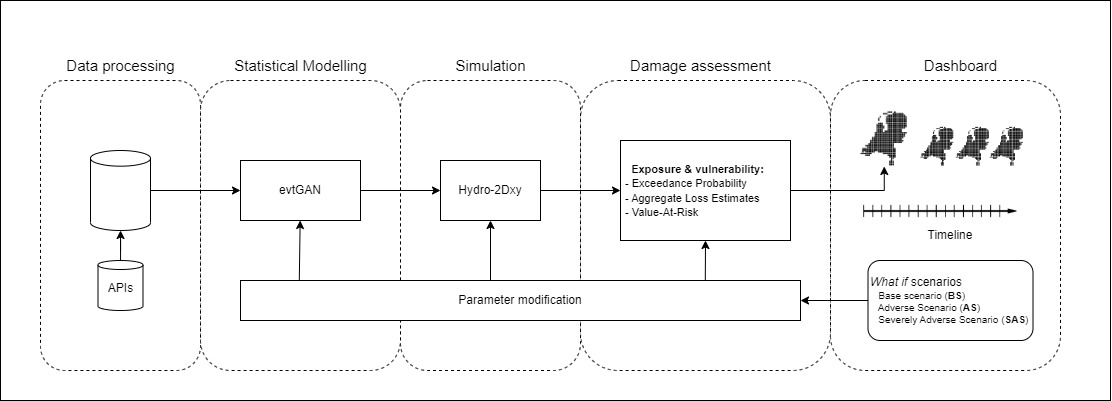 Data processing
Statistical Modelling
Simulation
Damage assessment
Dashboard
APIs
evtGAN
Hydro-2Dxy
Exposure & vulnerability:
- Exceedance Probability
- Aggregate Loss Estimates
- Value-At-Risk
Timeline
Parameter modification
What if scenarios
Base scenario (BS)
Adverse Scenario (AS)
Severely Adverse Scenario (SAS)